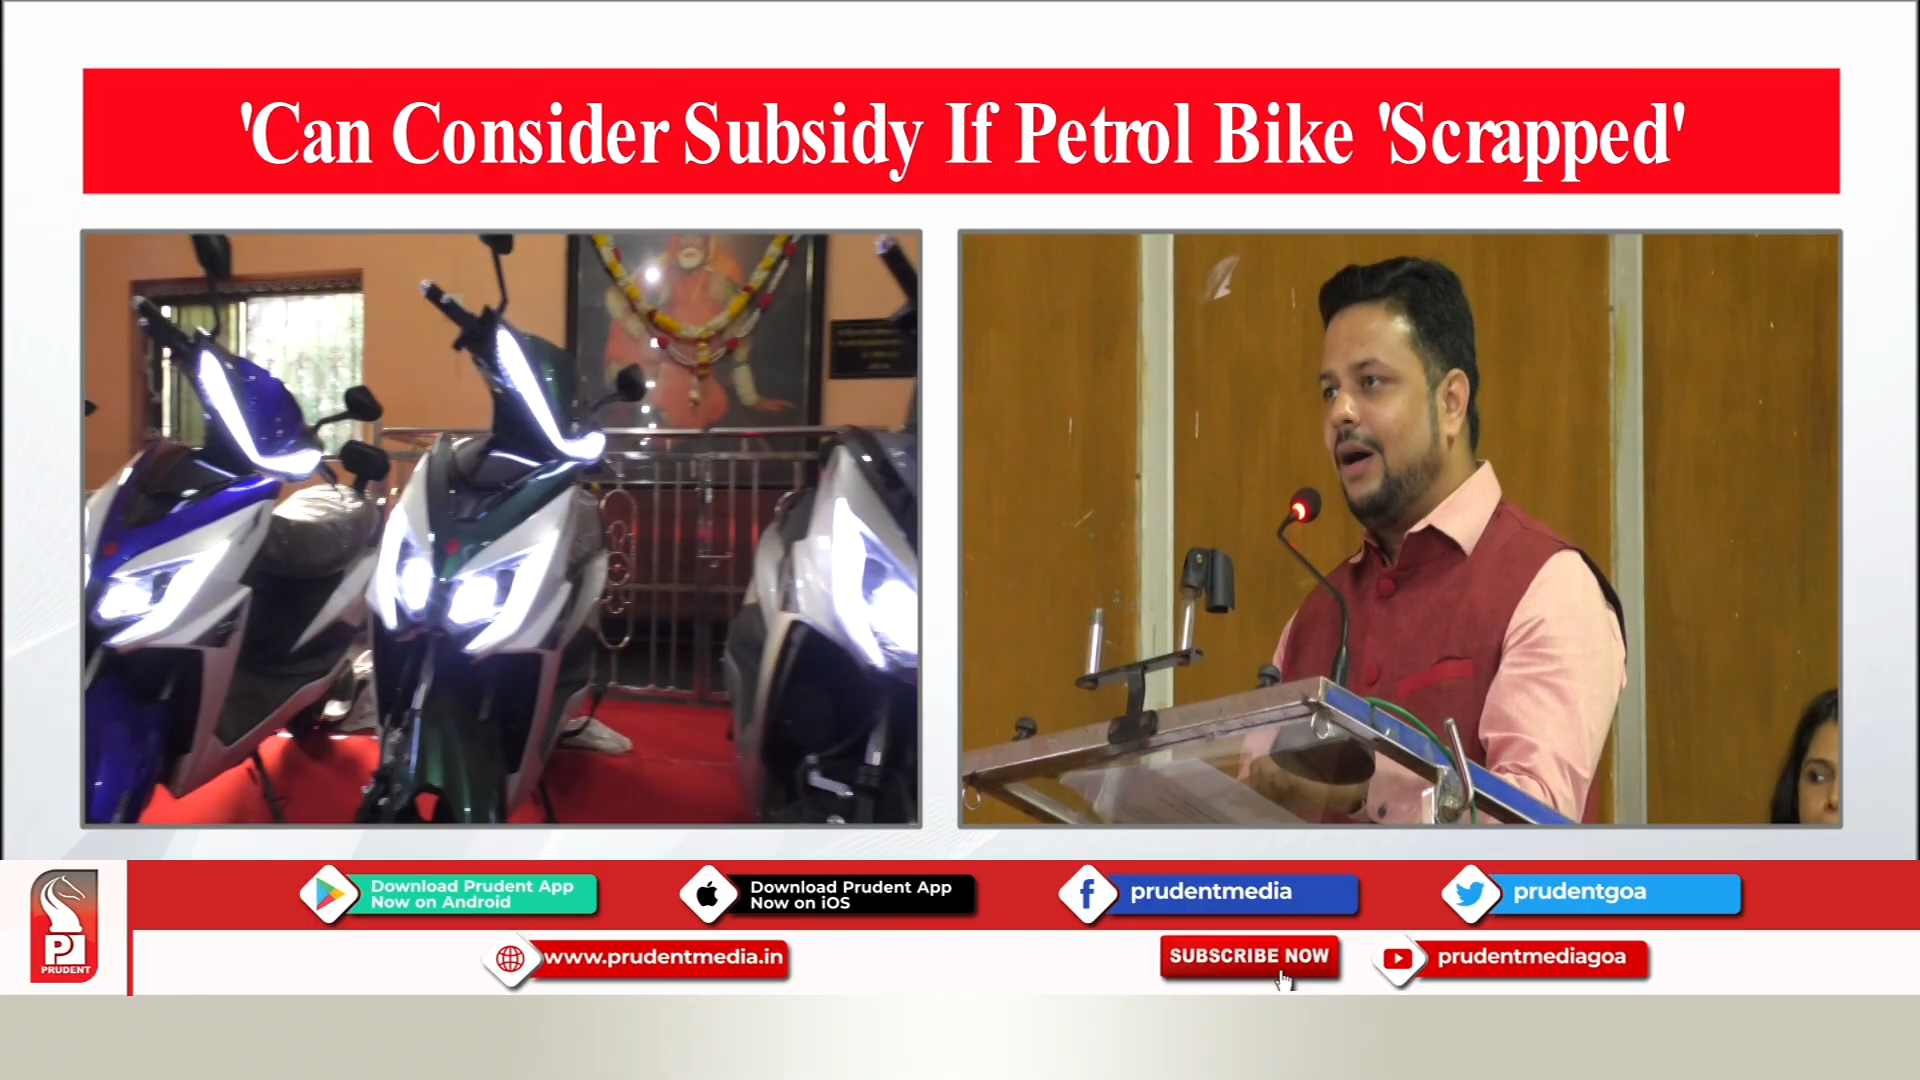 'Can Consider Subsidy If Petrol Bike 'Scrapped'
Download Prudent App
Now on Android
Download Prudent App
Now on iOS
prudentmedia
prudentgoa
PRUDENT
www.prudentmedia.in
SUBSCRIBE NOW
prudentmediagoa